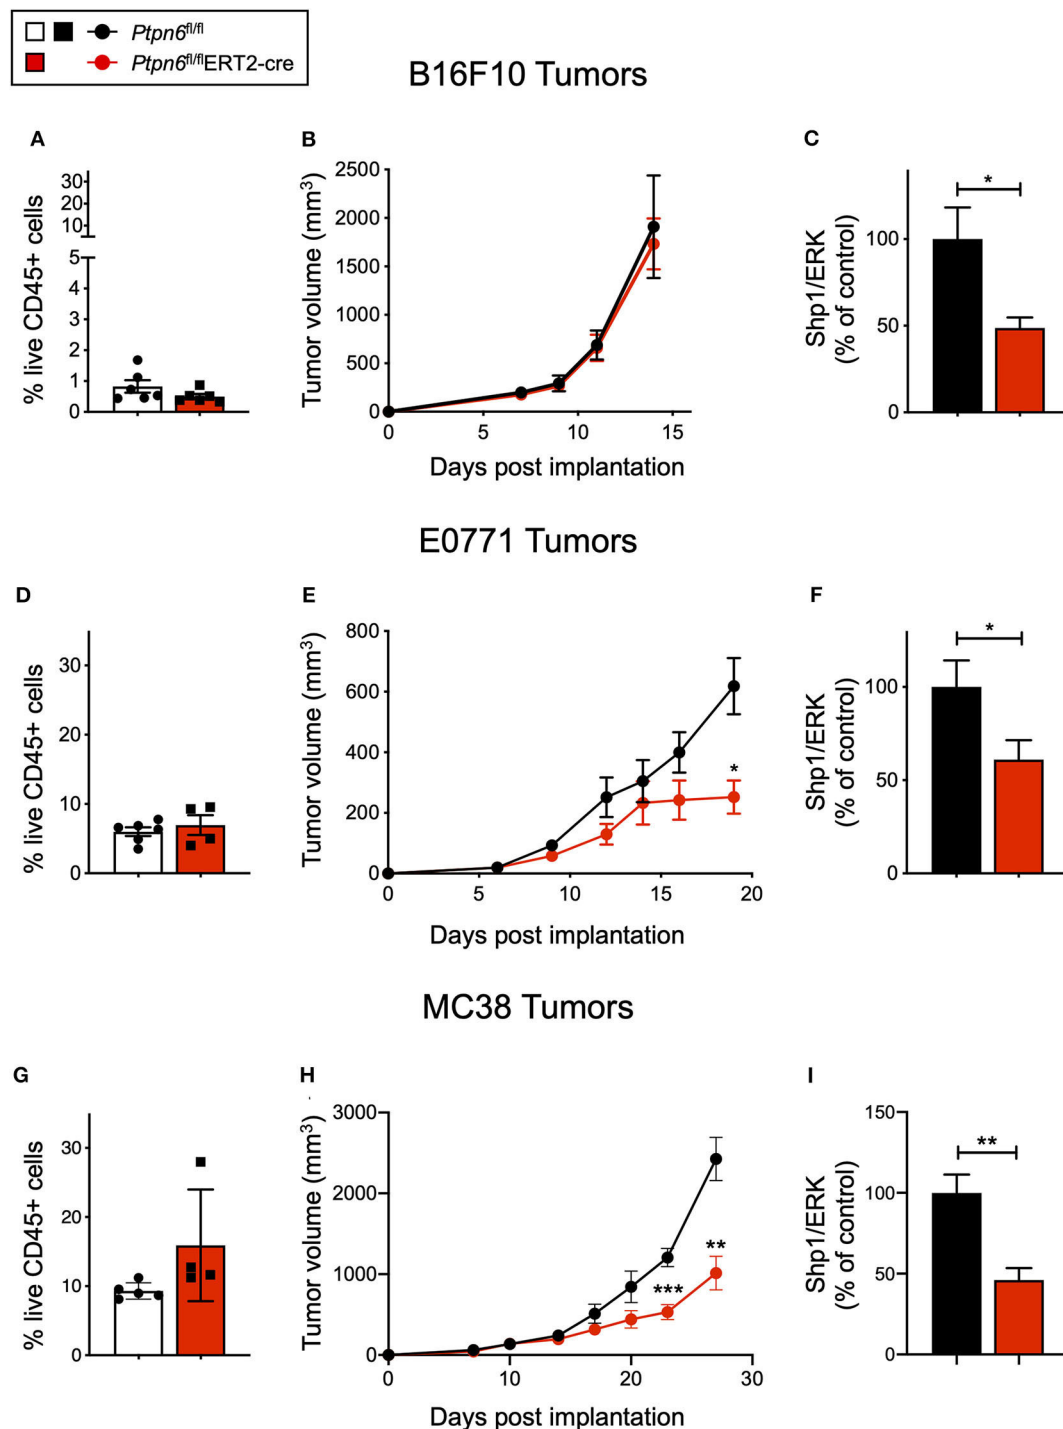 Ptpn6fl/fl
Ptpn6fl/flERT2-cre
B16F10 Tumors
A
% live CD45+ cells
30
20
10
5
4
3
2
1
0
B
Tumor volume (mm3)
2500
2000
1500
1000
500
0
0 5 10 15
Days post implantation
C
Shp1/ERK
(% of control)
100
50
0
*
E0771 Tumors
D
% live CD45+ cells
30
20
10
0
E
Tumor volume (mm3)
800
600
400
200
0
*
0 5 10 15 20
Days post implantation
F
Shp1/ERK
(% of control)
100
50
0
*
MC38 Tumors
G
% live CD45+ cells
30
20
10
0
H
Tumor volume (mm3)
3000
2000
1000
0
**
***
0 10 20 30
Days post implantation
I
Shp1/ERK
(% of control)
150
100
50
0
**